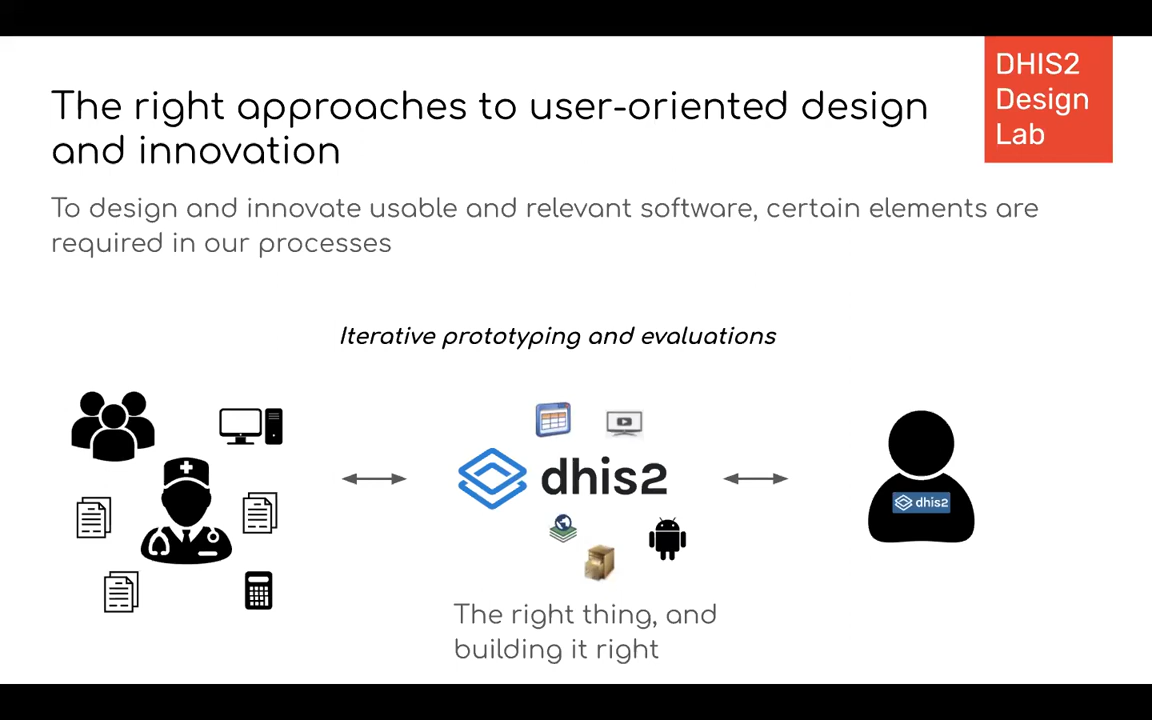 DHIS2
Design
Lab
The right approaches to user-oriented design
and innovation
To design and innovate usable and relevant software, certain elements are
required in our processes
Iterative prototyping and evaluations
dhis2
dhis2
The right thing, and
building it right